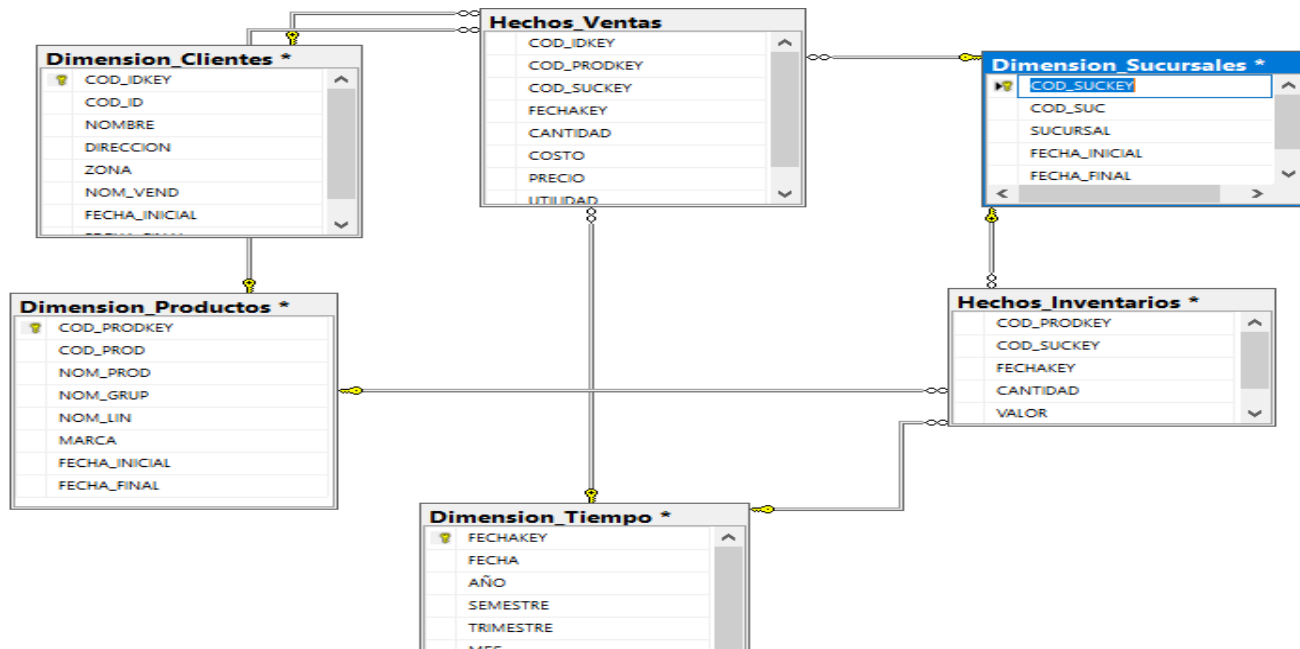 Hechos_Ventas
COD_IDKEY
COD_PRODKEY
COD_SUCKEY
FECHAKEY
CANTIDAD
COSTO
PRECIO
UTILIDAD
Dimension_Clientes *
COD_IDKEY
COD_ID
NOMBRE
DIRECCION
ZONA
NOM_VEND
FECHA_INICIAL
Dimension_Sucursales *
COD_SUCKEY
COD_SUC
SUCURSAL
FECHA_INICIAL
FECHA_FINAL
Dimension_Productos *
COD_PRODKEY
COD_PROD
NOM_PROD
NOM_GRUP
NOM_LIN
MARCA
FECHA_INICIAL
FECHA_FINAL
Hechos_Inventarios *
COD_PRODKEY
COD_SUCKEY
FECHAKEY
CANTIDAD
VALOR
Dimension_Tiempo *
FECHAKEY
FECHA
AÑO
SEMESTRE
TRIMESTRE
MES